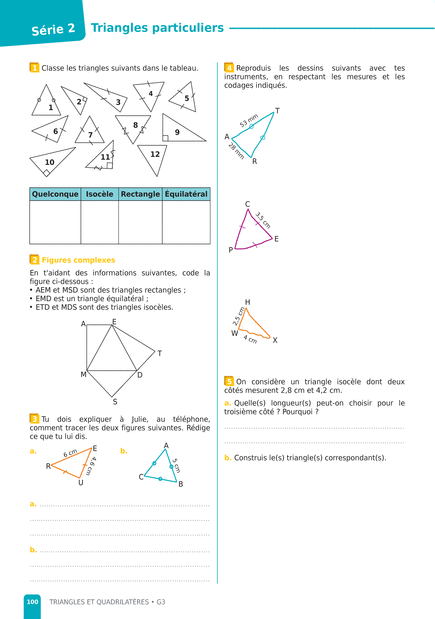 Série 2
Triangles particuliers
1 Classe les triangles suivants dans le tableau.
1
2
3
4
5
6
7
8
9
10
11
12
Quelconque Isocèle Rectangle Équilatéral
2 Figures complexes
En t'aidant des informations suivantes, code la
figure ci-dessous :
• AEM et MSD sont des triangles rectangles ;
• EMD est un triangle équilatéral ;
• ETD et MDS sont des triangles isocèles.
A
E
T
M
D
S
3 Tu dois expliquer à Julie, au téléphone,
comment tracer les deux figures suivantes. Rédige
ce que tu lui dis.
a.
R
6 cm
E
4,6 cm
U
b.
A
5 cm
C
B
a.
b.
4 Reproduis les dessins suivants avec tes
instruments, en respectant les mesures et les
codages indiqués.
T
53 mm
A
28 mm
R
C
3,5 cm
E
P
H
2,5 cm
W
4 cm
X
5 On considère un triangle isocèle dont deux
côtés mesurent 2,8 cm et 4,2 cm.
a. Quelle(s) longueur(s) peut-on choisir pour le
troisième côté ? Pourquoi ?
b. Construis le(s) triangle(s) correspondant(s).
100 TRIANGLES ET QUADRILATÈRES • G3